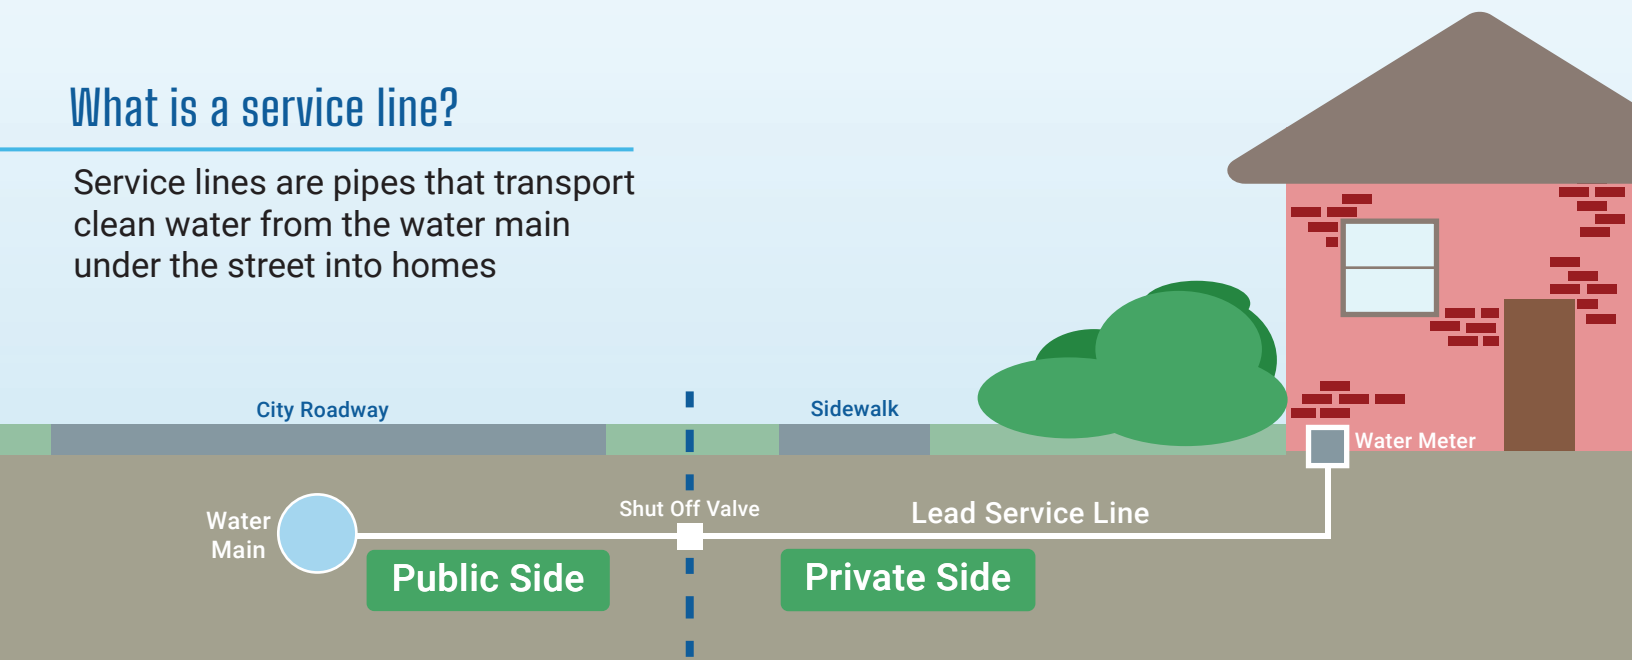 What is a service line?
Service lines are pipes that transport
clean water from the water main
under the street into homes
City Roadway
Sidewalk
Water Meter
Water
Main
Shut Off Valve
Lead Service Line
Public Side
Private Side